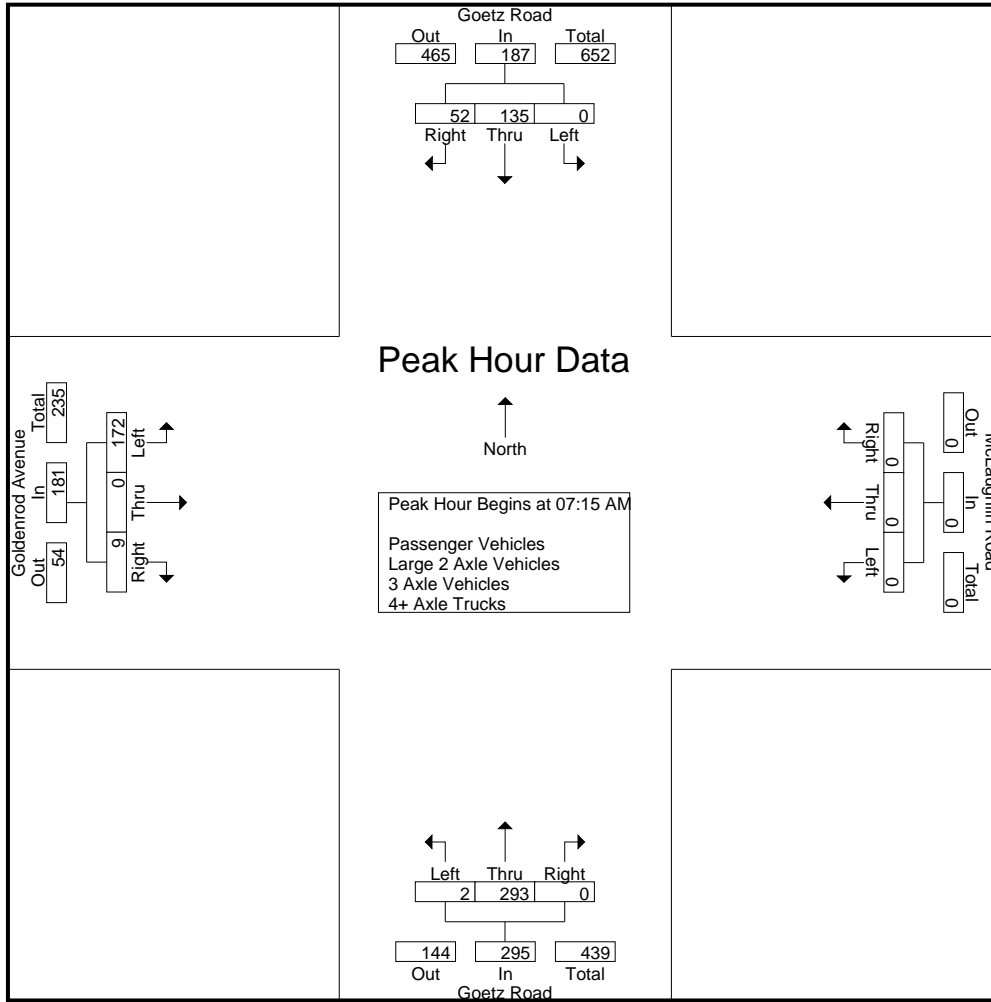 Goetz Road
Out In Total
465 187 652
52 135 0
Right Thru Left
Peak Hour Data
North
Peak Hour Begins at 07:15 AM
Passenger Vehicles
Large 2 Axle Vehicles
3 Axle Vehicles
4+ Axle Trucks
Goldenrod Avenue
Out In Total
54 181 235
172 0 9
Left Thru Right
McLaughlin Road
Out In Total
0 0 0
Right Thru Left
0 0 0
Left Thru Right
2 293 0
144 295 439
Out In Total
Goetz Road